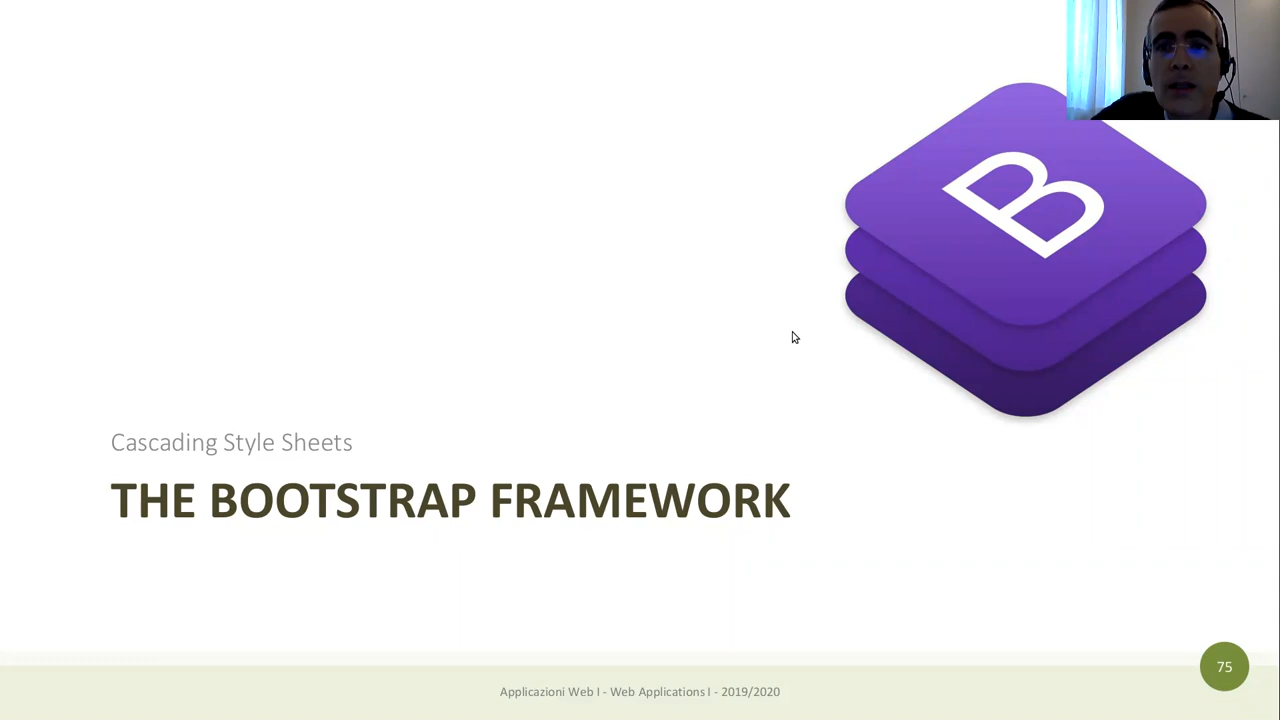 B
Cascading Style Sheets
THE BOOTSTRAP FRAMEWORK
75
Applicazioni Web I - Web Applications I - 2019/2020